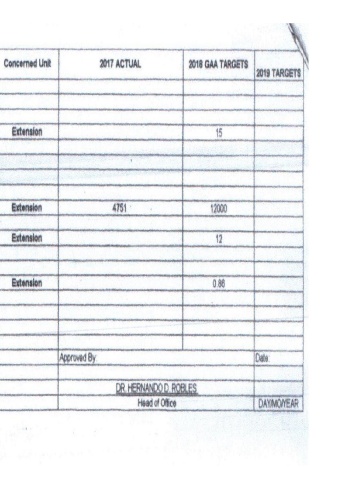 Concerned Unit 2017 ACTUAL 2018 GAA TARGETS 2019 TARGETS
Extension 15
Extension 4751 12000
Extension 12
Extension 0.86
Approved By Date:
DR. HERNANDO D. ROBLES
Head of Office DAY/MO/YEAR